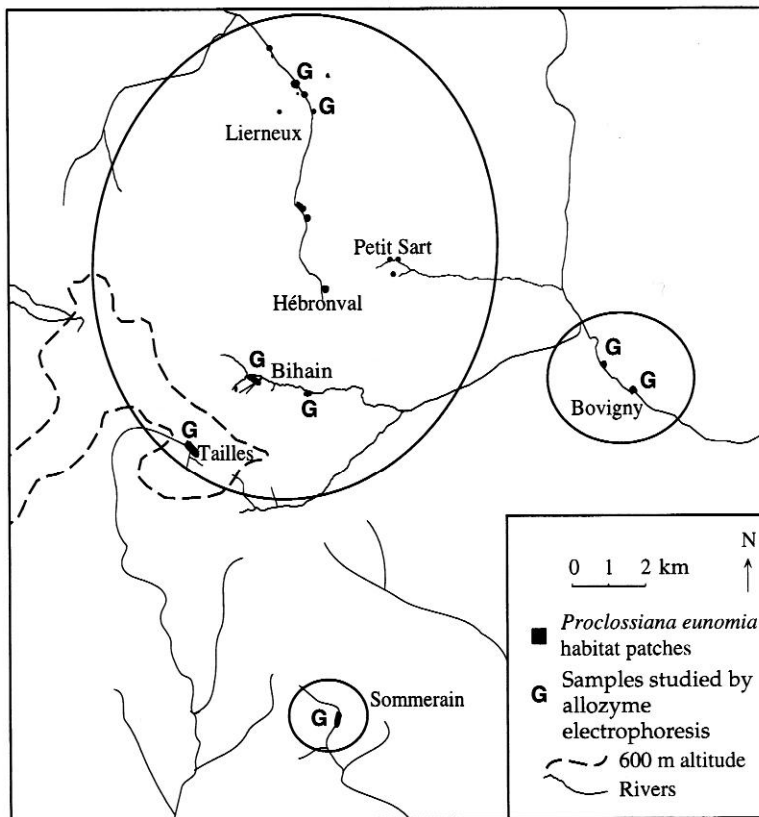 G
G
Lierneux
Petit Sart
Hébronval
G
Bihain
G
G
Bovigny
G
G
Tailles
N
0 1 2 km
Proclossiana eunomia
habitat patches
G Samples studied by
allozyme
electrophoresis
600 m altitude
Rivers
Sommerain
G